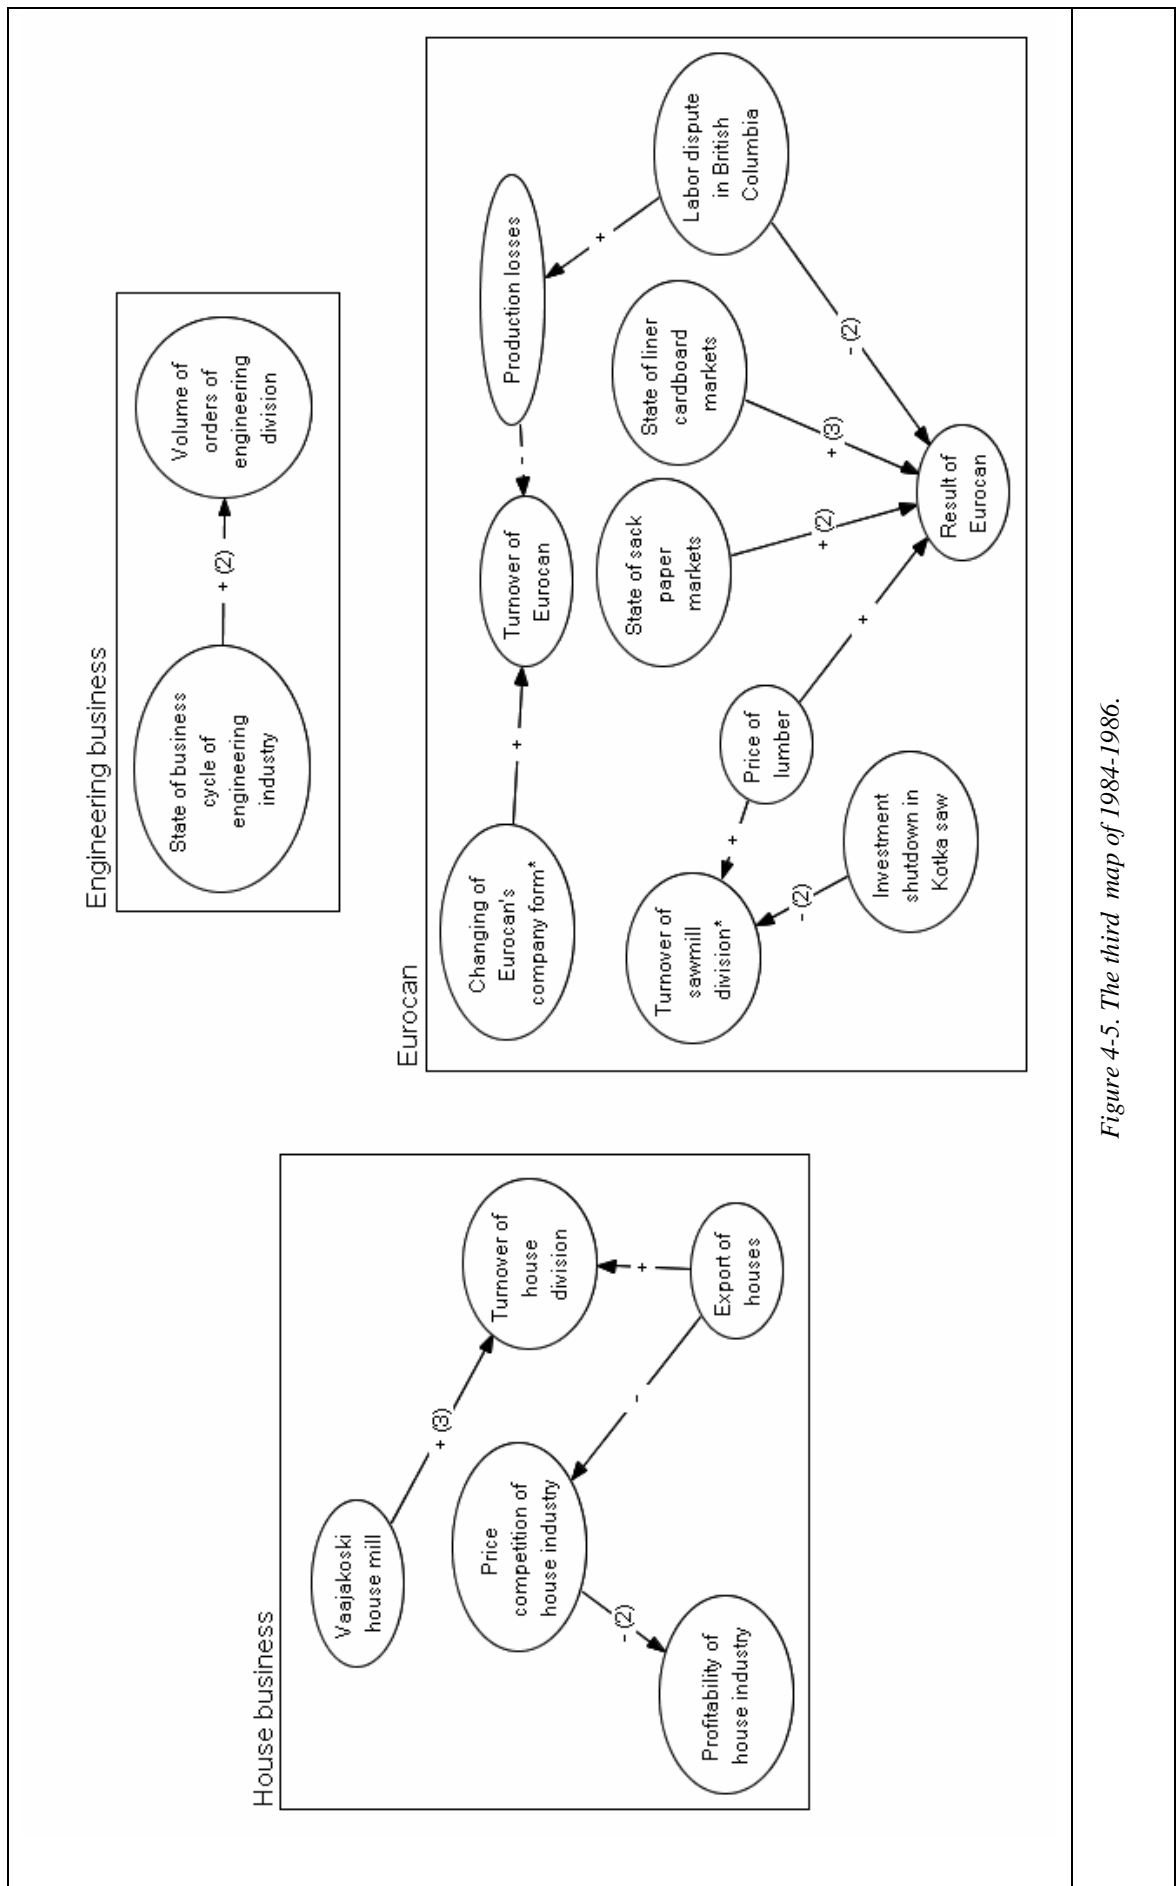 House business
Vaajakoski
house mill
+ (3)
Turnover of
house
division
Price
competition of
house industry
-
+
Export of
houses
- (2)
Profitability of
house industry
Engineering business
State of business
cycle of
engineering
industry
+ (2)
Volume of
orders of
engineering
division
Eurocan
Changing of
Eurocan's
company form*
+
Turnover of
Eurocan
-
Production losses
+
Labor dispute
in British
Columbia
Turnover of
sawmill
division*
+
Price of
lumber
State of sack
paper
markets
State of liner
cardboard
markets
- (2)
Investment
shutdown in
Kotka saw
+
+ (2)
+ (3)
- (2)
Result of
Eurocan
Figure 4-5. The third map of 1984-1986.